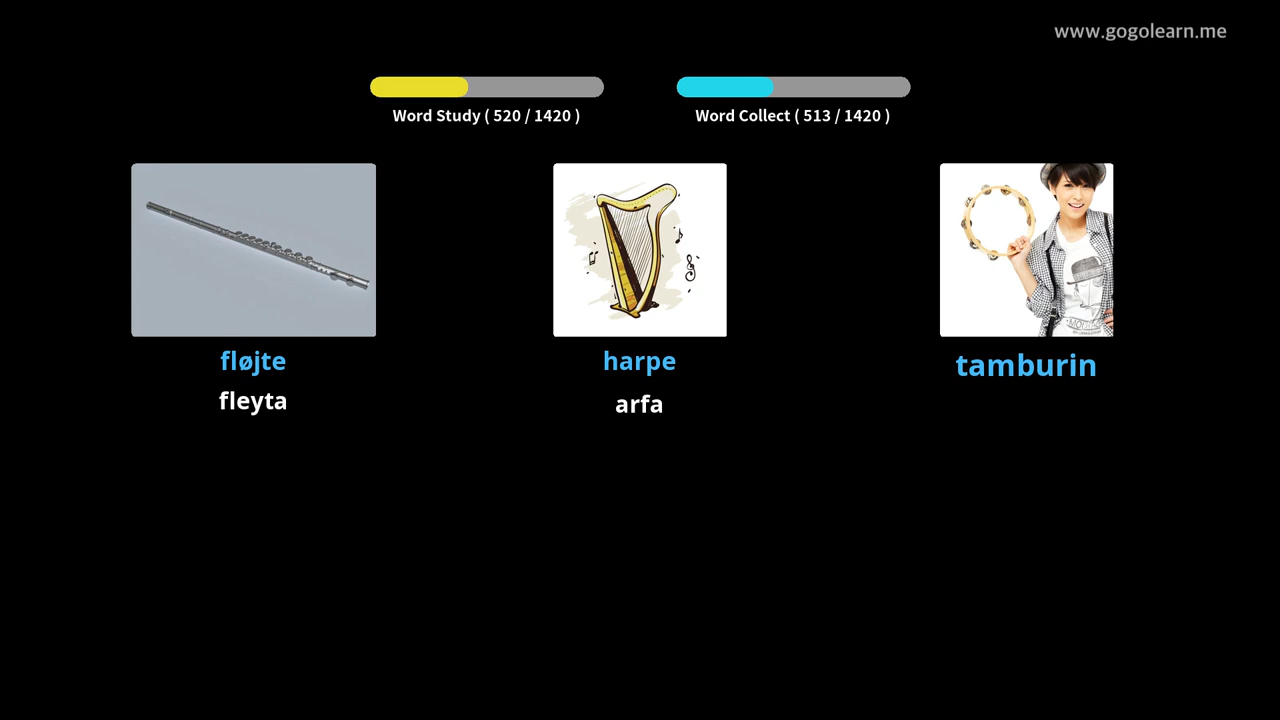 www.gogolearn.me
Word Study ( 520 / 1420 )
Word Collect ( 513 / 1420 )
fløjte
harpe
tamburin
fleyta
arfa